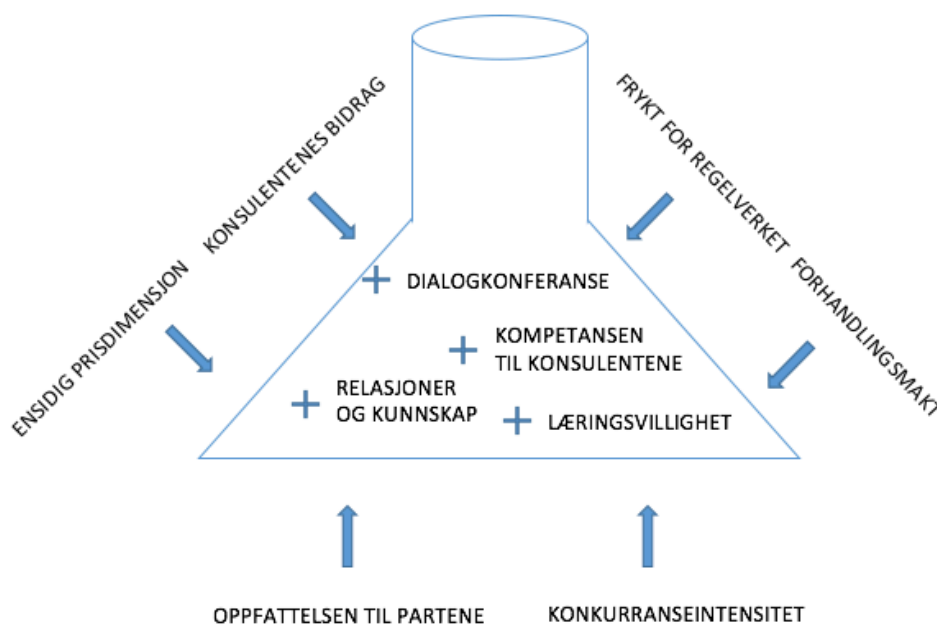 KONSULENTENES BIDRAG
FRYKT FOR REGELVERKET
ENSIDIG PRISDIMENSJON
FORHANDLINGSMAKT
DIALOGKONFERANSE
KOMPETANSEN
TIL KONSULENTENE
RELASJONER
OG KUNNSKAP
LÆRINGSVILLIGHET
OPPFATTELSEN TIL PARTENE
KONKURRANSEINTENSITET